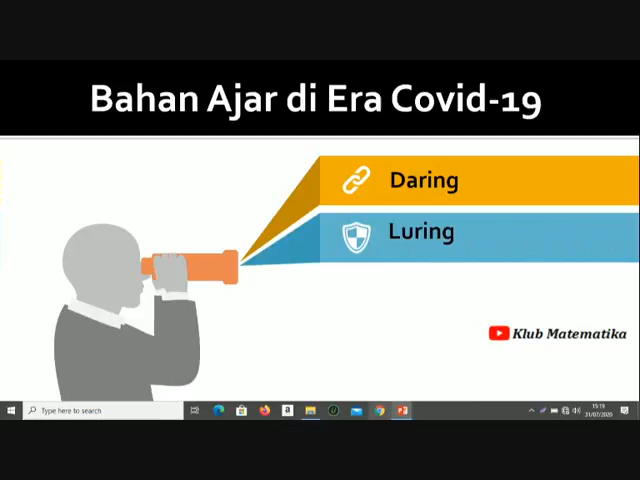 Bahan Ajar di Era Covid-19
Daring
Luring
Klub Matematika
Type here to search
a
15:19
31/07/2020